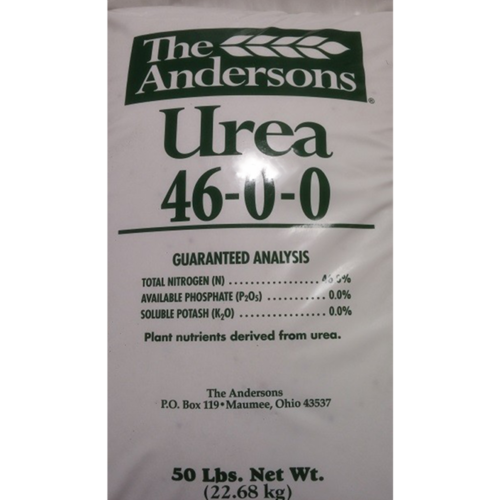 The
Andersons®
Urea
46-0-0
GUARANTEED ANALYSIS
TOTAL NITROGEN (N) ................. 46.0%
AVAILABLE PHOSPHATE (P₂O₅) ........... 0.0%
SOLUBLE POTASH (K₂O) ................ 0.0%
Plant nutrients derived from urea.
The Andersons
P.O. Box 119•Maumee, Ohio 43537
50 Lbs. Net Wt.
(22.68 kg)